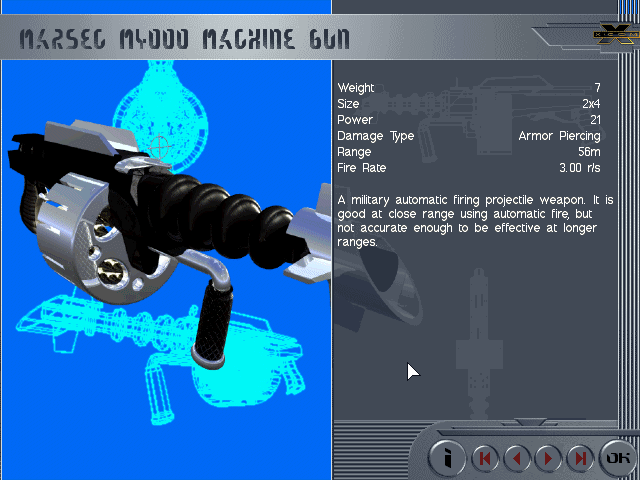 MARSEC M4000 MACHINE GUN
X-COM
Weight 7
Size 2x4
Power 21
Damage Type Armor Piercing
Range 56m
Fire Rate 3.00 r/s
A military automatic firing projectile weapon. It is
good at close range using automatic fire, but
not accurate enough to be effective at longer
ranges.
i
OK